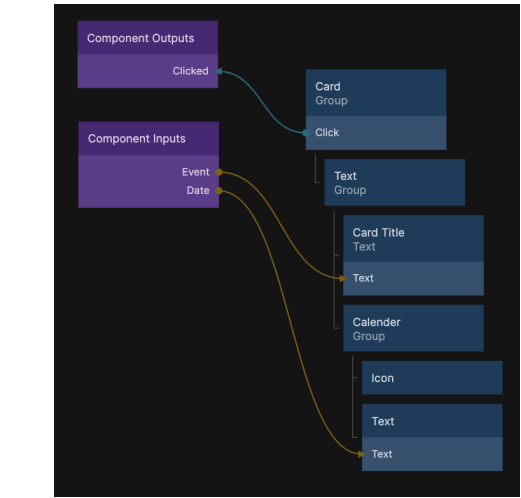 Component Outputs
Clicked
Component Inputs
Event
Date
Card
Group
Click
Text
Group
Card Title
Text
Text
Calender
Group
Icon
Text
Text